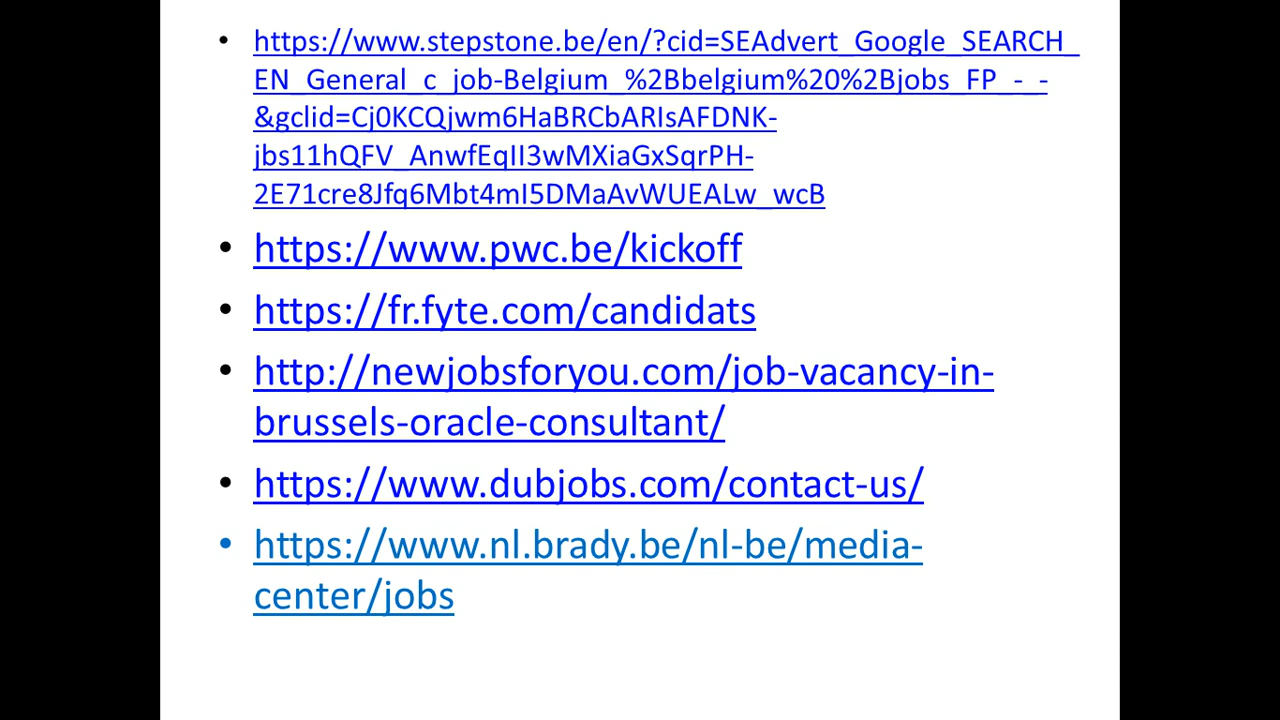 • https://www.stepstone.be/en/?cid=SEAdvert_Google_SEARCH_
EN_General_c_job-Belgium_%2Bbelgium%20%2Bjobs_FP_-_-
&gclid=Cj0KCQjwm6HaBRCbARIsAFDNK-
jbs11hQFV_AnwfEqII3wMXiaGxSqrPH-
2E71cre8Jfq6Mbt4mI5DMaAvWUEALw_wcB
• https://www.pwc.be/kickoff
• https://fr.fyte.com/candidats
• http://newjobsforyou.com/job-vacancy-in-
brussels-oracle-consultant/
• https://www.dubjobs.com/contact-us/
• https://www.nl.brady.be/nl-be/media-
center/jobs